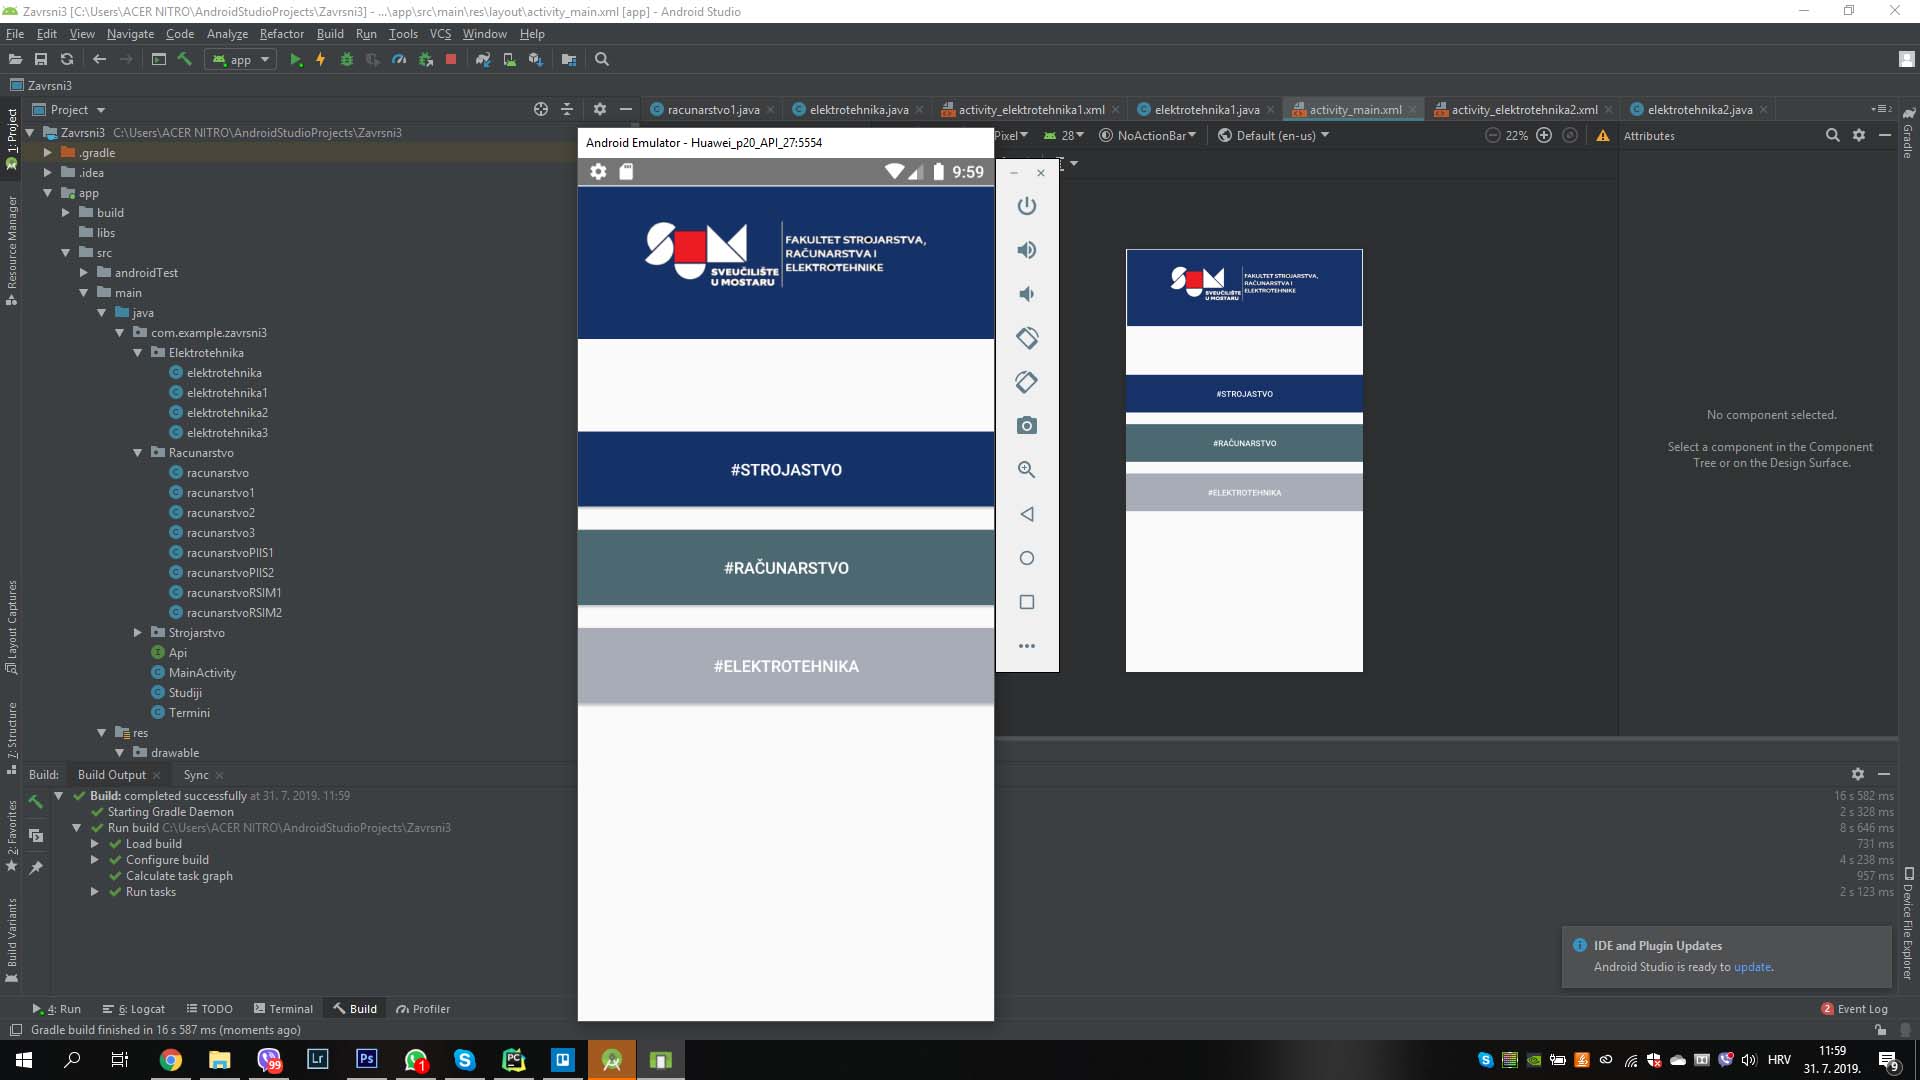 Zavrsni3 [C:\Users\ACER NITRO\AndroidStudioProjects\Zavrsni3] - ...\app\src\main\res\layout\activity_main.xml [app] - Android Studio
File Edit View Navigate Code Analyze Refactor Build Run Tools VCS Window Help
app
Zavrsni3
Project
racunarstvo1.java elektrotehnika.java activity_elektrotehnika1.xml elektrotehnika1.java activity_main.xml activity_elektrotehnika2.xml elektrotehnika2.java
Pixel 28 NoActionBar Default (en-us) 22% Attributes
Zavrsni3 C:\Users\ACER NITRO\AndroidStudioProjects\Zavrsni3
.gradle
.idea
app
build
libs
src
androidTest
main
java
com.example.zavrsni3
Elektrotehnika
elektrotehnika
elektrotehnika1
elektrotehnika2
elektrotehnika3
Racunarstvo
racunarstvo
racunarstvo1
racunarstvo2
racunarstvo3
racunarstvoPIIS1
racunarstvoPIIS2
racunarstvoRSIM1
racunarstvoRSIM2
Strojarstvo
Api
MainActivity
Studiji
Termini
res
drawable
1: Project
Resource Manager
Layout Captures
7: Structure
2: Favorites
Build Variants
Android Emulator - Huawei_p20_API_27:5554
9:59
SUM
SVEUČILIŠTE
U MOSTARU
FAKULTET STROJARSTVA,
RAČUNARSTVA I
ELEKTROTEHNIKE
#STROJASTVO
#RAČUNARSTVO
#ELEKTROTEHNIKA
SUM
SVEUČILIŠTE
U MOSTARU
FAKULTET STROJARSTVA,
RAČUNARSTVA I
ELEKTROTEHNIKE
#STROJASTVO
#RAČUNARSTVO
#ELEKTROTEHNIKA
No component selected.
Select a component in the Component
Tree or on the Design Surface.
Gradle
Device File Explorer
Build: Build Output Sync
Build: completed successfully at 31. 7. 2019. 11:59 16 s 582 ms
Starting Gradle Daemon 2 s 328 ms
Run build C:\Users\ACER NITRO\AndroidStudioProjects\Zavrsni3 8 s 646 ms
Load build 731 ms
Configure build 4 s 238 ms
Calculate task graph 957 ms
Run tasks 2 s 123 ms
IDE and Plugin Updates
Android Studio is ready to update.
4: Run 6: Logcat TODO Terminal Build Profiler 2 Event Log
Gradle build finished in 16 s 587 ms (moments ago)
99 Lr Ps 1 PC HRV 11:59
31. 7. 2019. 9